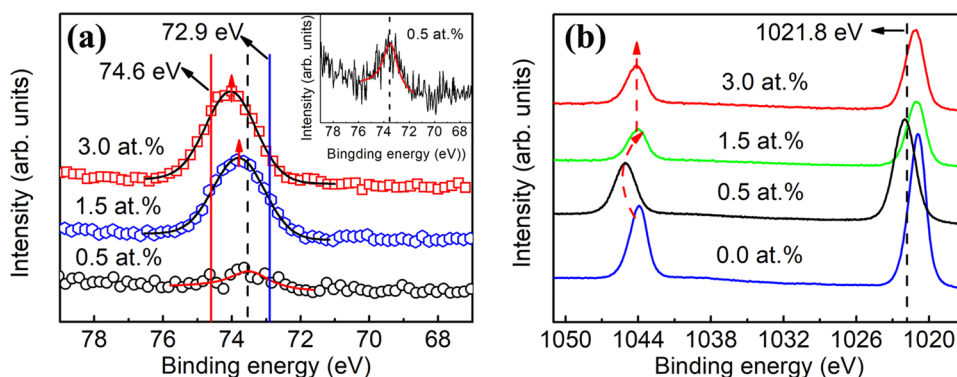 (a)
72.9 eV
74.6 eV
3.0 at.%
1.5 at.%
0.5 at.%
Intensity (arb. units)
78 76 74 72 70 68
Binding energy (eV)
0.5 at.%
Intensity (arb. units)
78 76 74 72 70 68
Bingding energy (eV))
(b)
1021.8 eV
3.0 at.%
1.5 at.%
0.5 at.%
0.0 at.%
Intensity (arb. units)
1050 1044 1038 1032 1026 1020
Binding energy (eV)